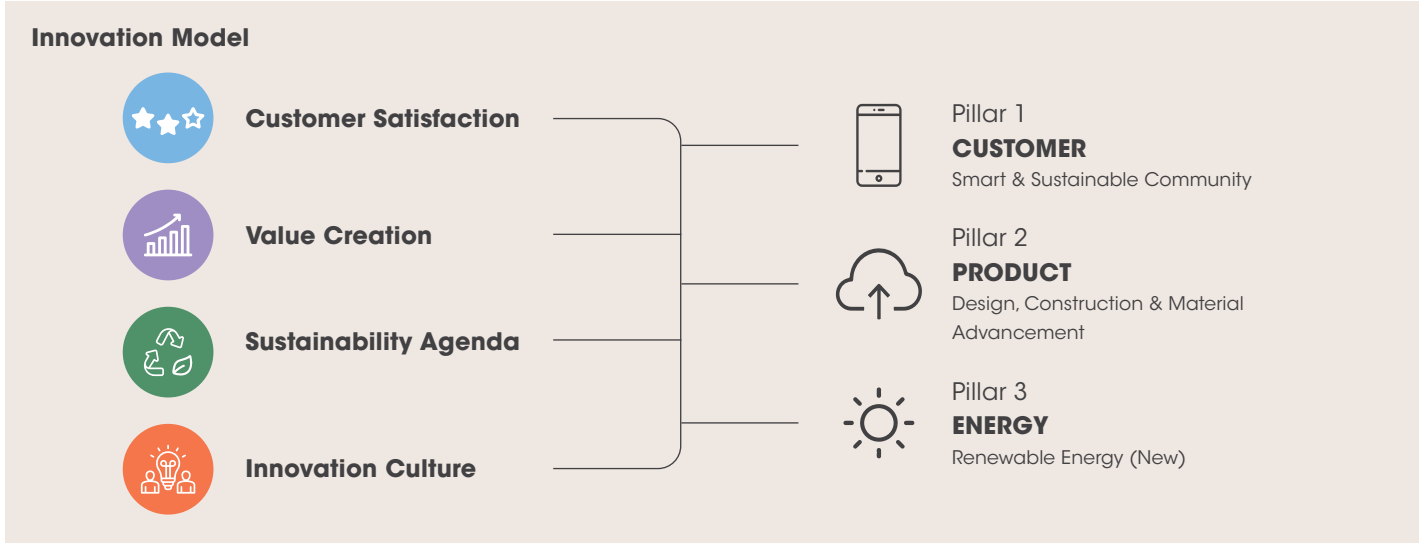 Innovation Model
Customer Satisfaction
Value Creation
Sustainability Agenda
Innovation Culture
Pillar 1
CUSTOMER
Smart & Sustainable Community
Pillar 2
PRODUCT
Design, Construction & Material
Advancement
Pillar 3
ENERGY
Renewable Energy (New)